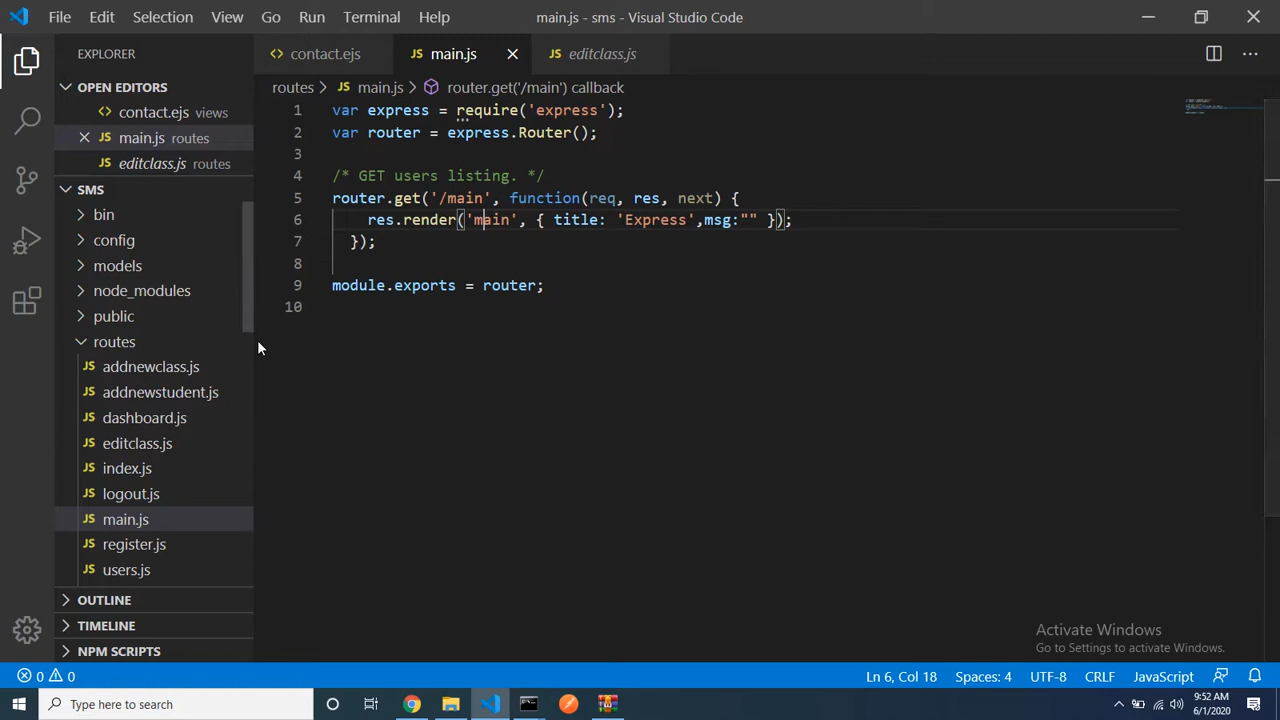 File Edit Selection View Go Run Terminal Help main.js - sms - Visual Studio Code
EXPLORER
OPEN EDITORS
contact.ejs views
main.js routes
editclass.js routes
SMS
bin
config
models
node_modules
public
routes
addnewclass.js
addnewstudent.js
dashboard.js
editclass.js
index.js
logout.js
main.js
register.js
users.js
OUTLINE
TIMELINE
NPM SCRIPTS
contact.ejs main.js editclass.js
routes > main.js > router.get('/main') callback
1 var express = require('express');
2 var router = express.Router();
3
4 /* GET users listing. */
5 router.get('/main', function(req, res, next) {
6 res.render('main', { title: 'Express',msg:"" });
7 });
8
9 module.exports = router;
10
Activate Windows
Go to Settings to activate Windows.
0 0 Ln 6, Col 18 Spaces: 4 UTF-8 CRLF JavaScript
Type here to search
9:52 AM
6/1/2020